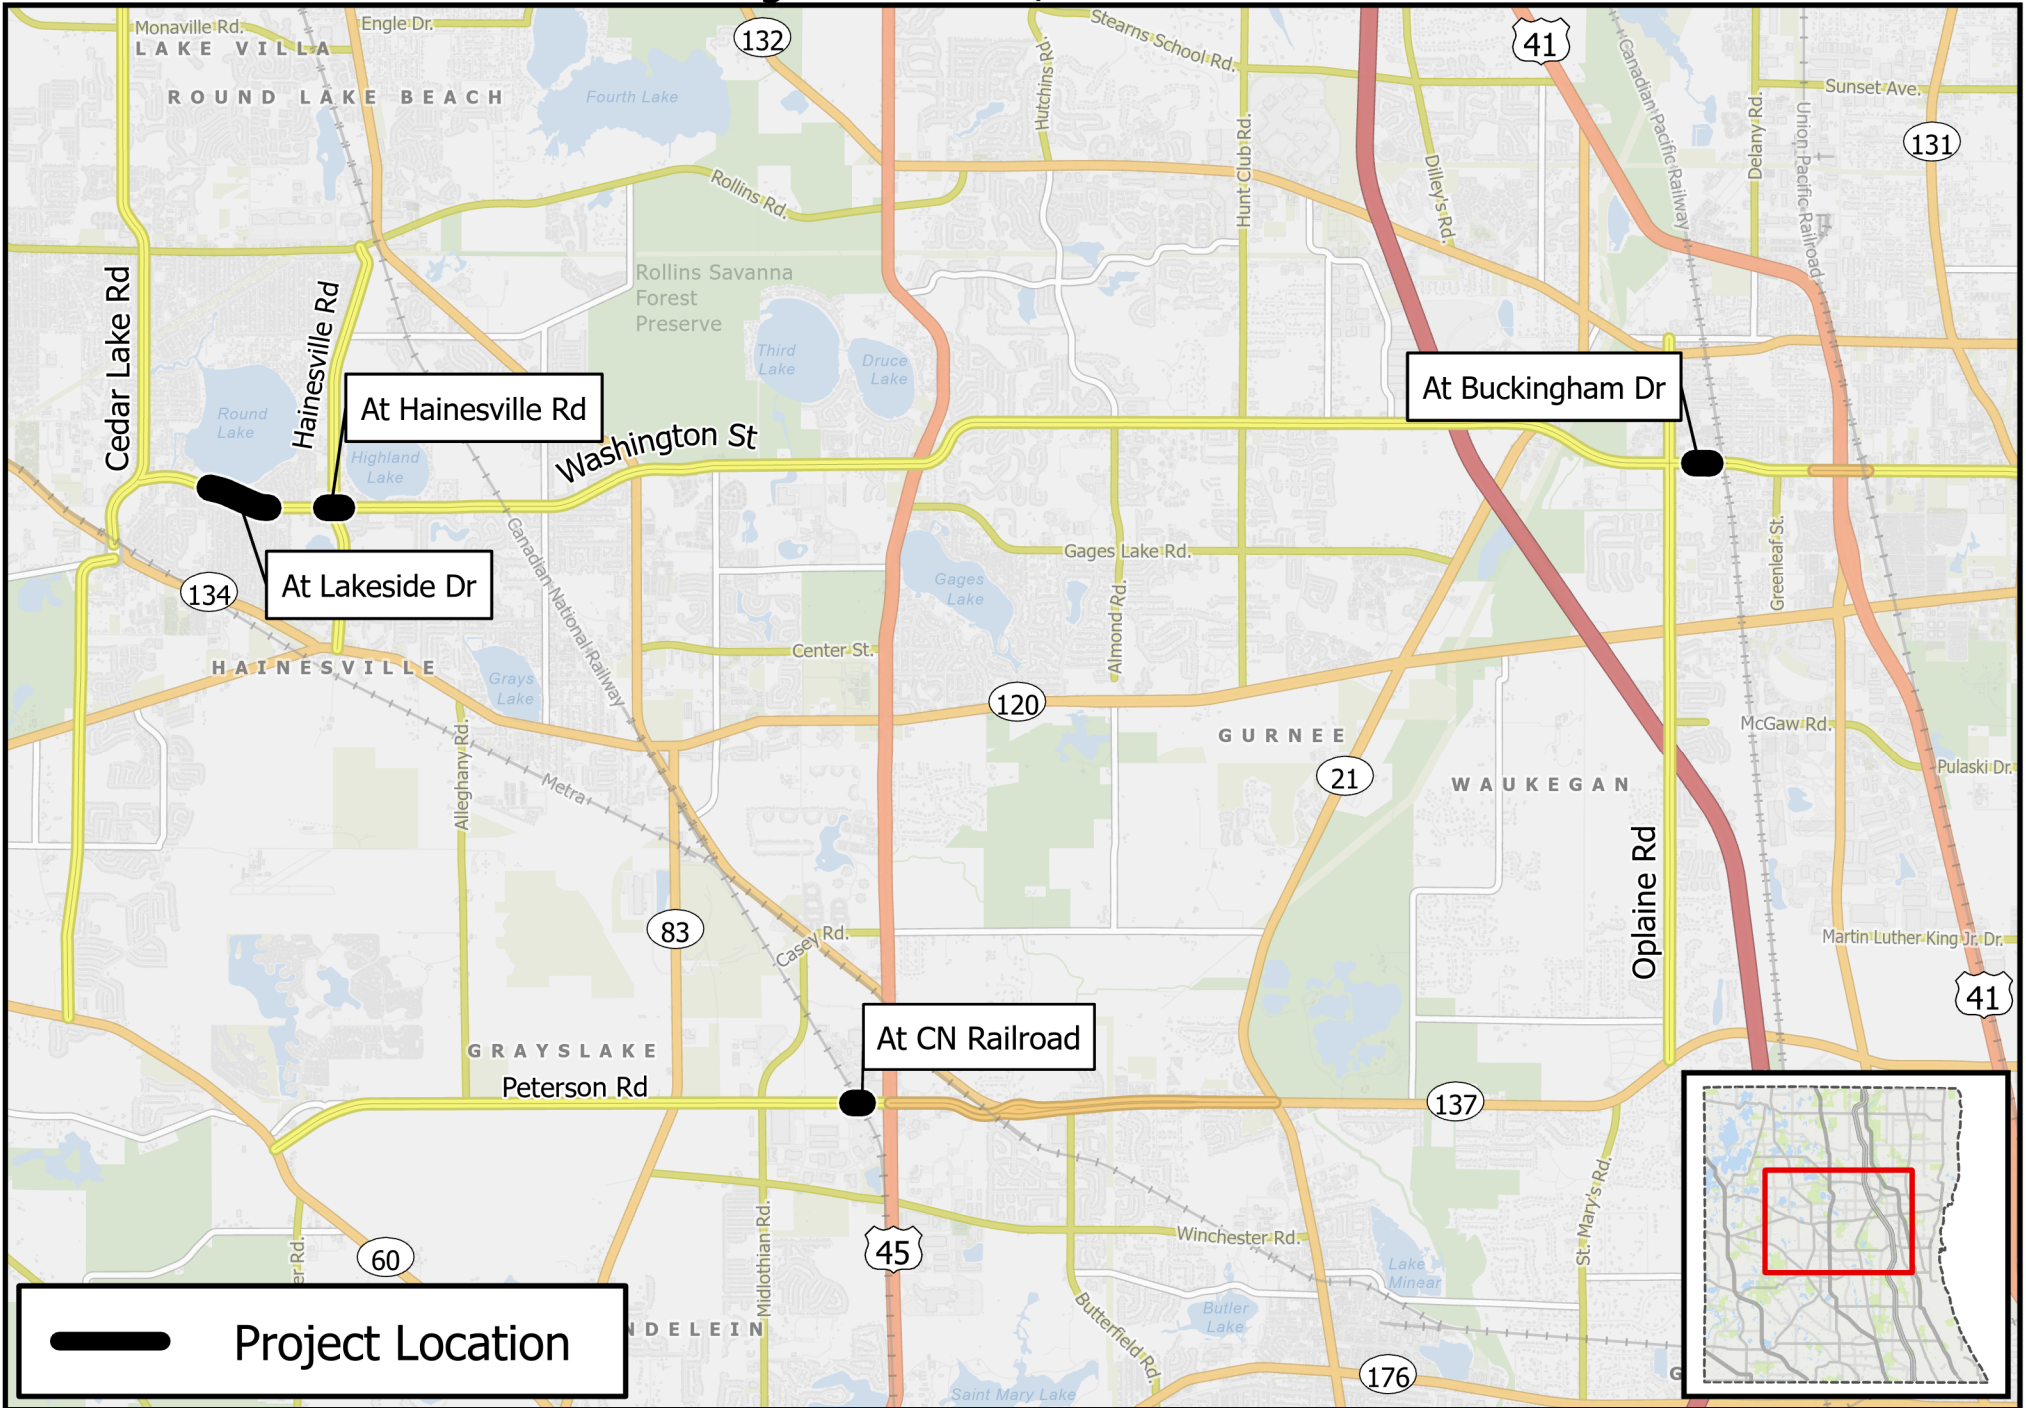 Monaville Rd.
Engle Dr.
LAKE VILLA
132
Stearns School Rd.
41
Canadian Pacific Railway
Sunset Ave.
ROUND LAKE BEACH
Fourth Lake
Hutchins Rd.
Hunt Club Rd.
Delany Rd.
Union Pacific Railroad
131
Rollins Rd.
Dilley's Rd.
Cedar Lake Rd
Hainesville Rd
Rollins Savanna
Forest
Preserve
Third
Lake
Druce
Lake
At Buckingham Dr
Round
Lake
At Hainesville Rd
Highland
Lake
Washington St
Canadian National Railway
At Lakeside Dr
134
Gages Lake Rd.
Gages
Lake
Almond Rd.
Greenleaf St.
HAINESVILLE
Grays
Lake
Center St.
120
GURNEE
McGaw Rd.
21
WAUKEGAN
Pulaski Dr.
Alleghany Rd.
Metra
Oplaine Rd
83
Casey Rd.
Martin Luther King Jr. Dr.
41
At CN Railroad
GRAYSLAKE
Peterson Rd
137
St. Mary's Rd.
Midlothian Rd.
45
Winchester Rd.
60
er Rd.
Lake
Minear
Butler
Lake
Butterfield Rd.
NDELEIN
Saint Mary Lake
176
G
Project Location